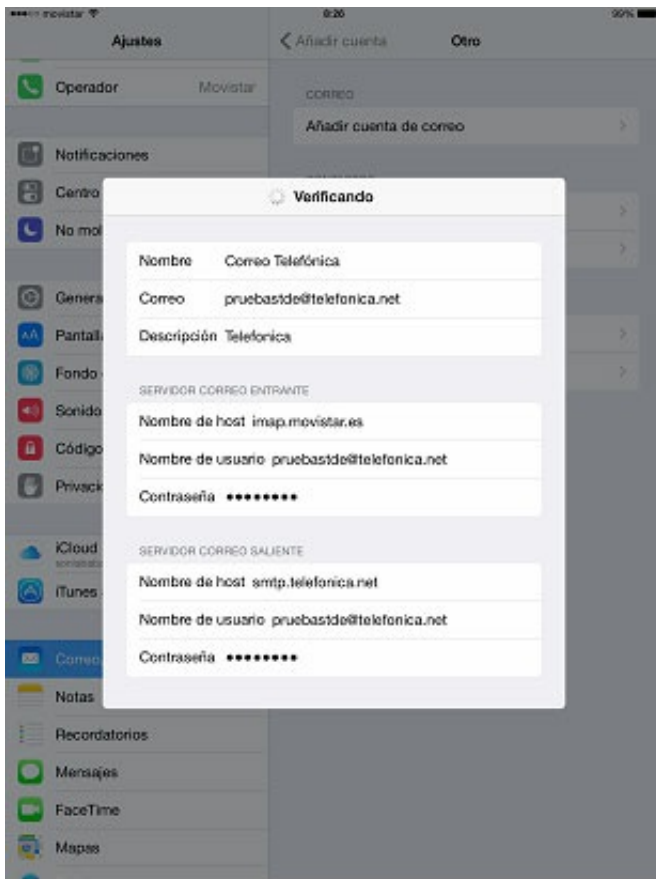 movistar 8:20 99%
Ajustes
Añadir cuenta Otro
Operador Movistar
CORREO
Añadir cuenta de correo
Notificaciones
Centro
No mol
Verificando
Nombre Correo Telefónica
Correo pruebastde@telefonica.net
Descripción Telefonica
Genera
Pantall
Fondo
Sonido
Código
Privaci
SERVIDOR CORREO ENTRANTE
Nombre de host imap.movistar.es
Nombre de usuario pruebastde@telefonica.net
Contraseña ••••••••
SERVIDOR CORREO SALIENTE
Nombre de host smtp.telefonica.net
Nombre de usuario pruebastde@telefonica.net
Contraseña ••••••••
iCloud
iTunes
Correo,
Notas
Recordatorios
Mensajes
FaceTime
Mapas